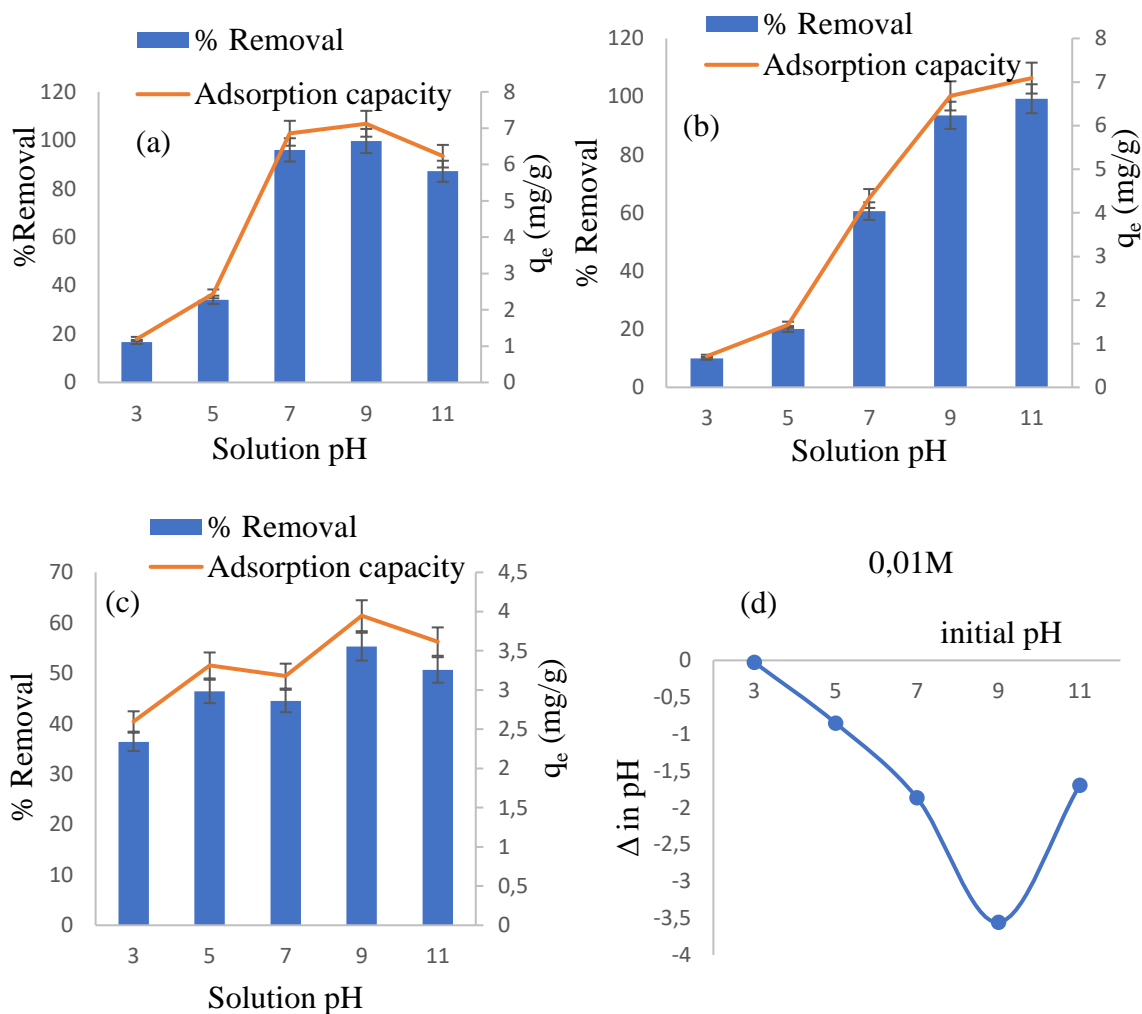 % Removal
Adsorption capacity
(a)
%Removal
120
100
80
60
40
20
0
8
7
6
5
4
3
2
1
0
qe (mg/g)
3 5 7 9 11
Solution pH
% Removal
Adsorption capacity
(b)
% Removal
120
100
80
60
40
20
0
8
7
6
5
4
3
2
1
0
qe (mg/g)
3 5 7 9 11
Solution pH
% Removal
Adsorption capacity
(c)
% Removal
70
60
50
40
30
20
10
0
4,5
4
3,5
3
2,5
2
1,5
1
0,5
0
qe (mg/g)
3 5 7 9 11
Solution pH
0,01M
(d)
initial pH
Δ in pH
0
-0,5
-1
-1,5
-2
-2,5
-3
-3,5
-4
3 5 7 9 11